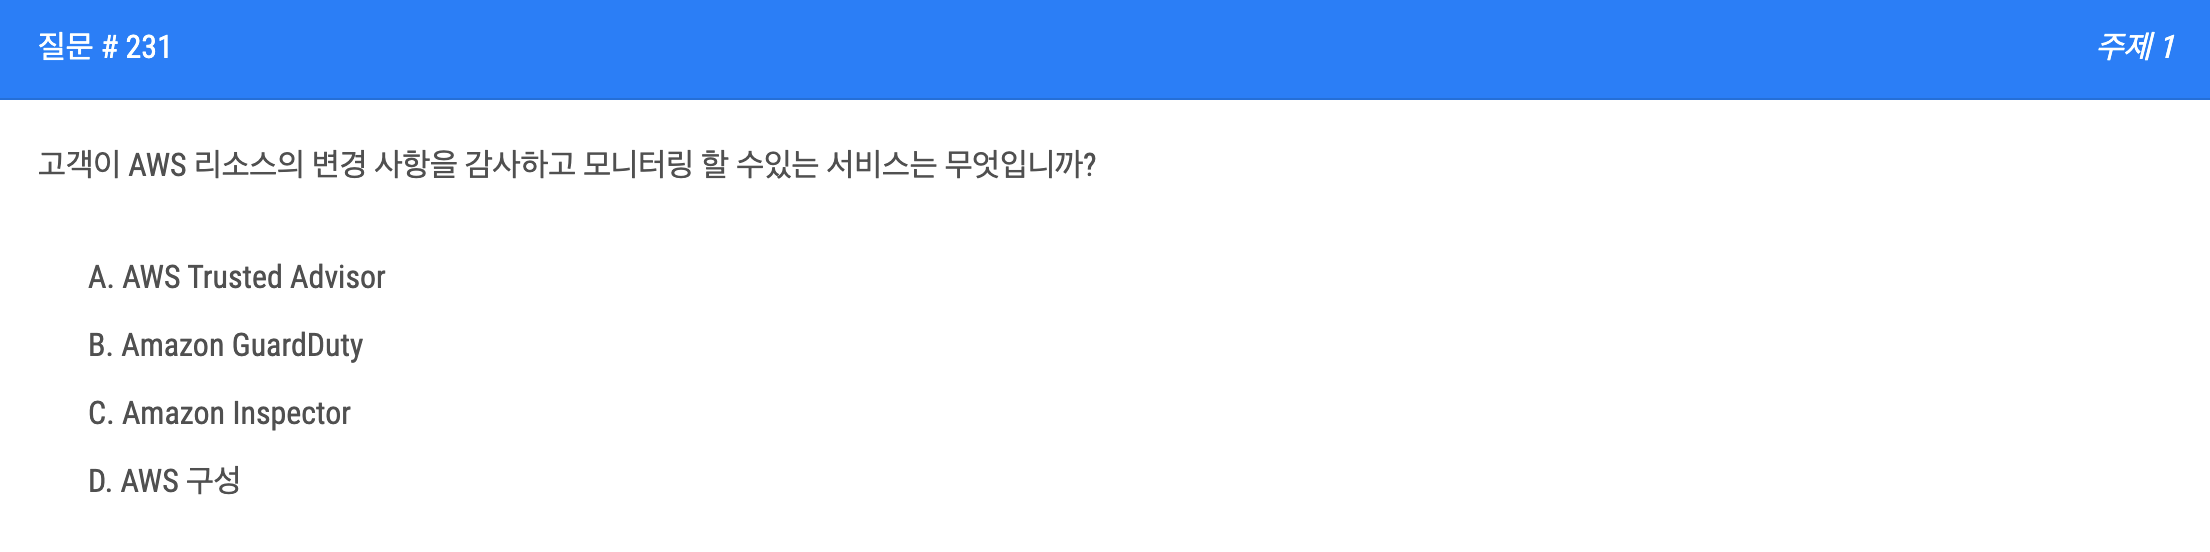 질문 # 231
주제 1
고객이 AWS 리소스의 변경 사항을 감사하고 모니터링 할 수있는 서비스는 무엇입니까?
A. AWS Trusted Advisor
B. Amazon GuardDuty
C. Amazon Inspector
D. AWS 구성